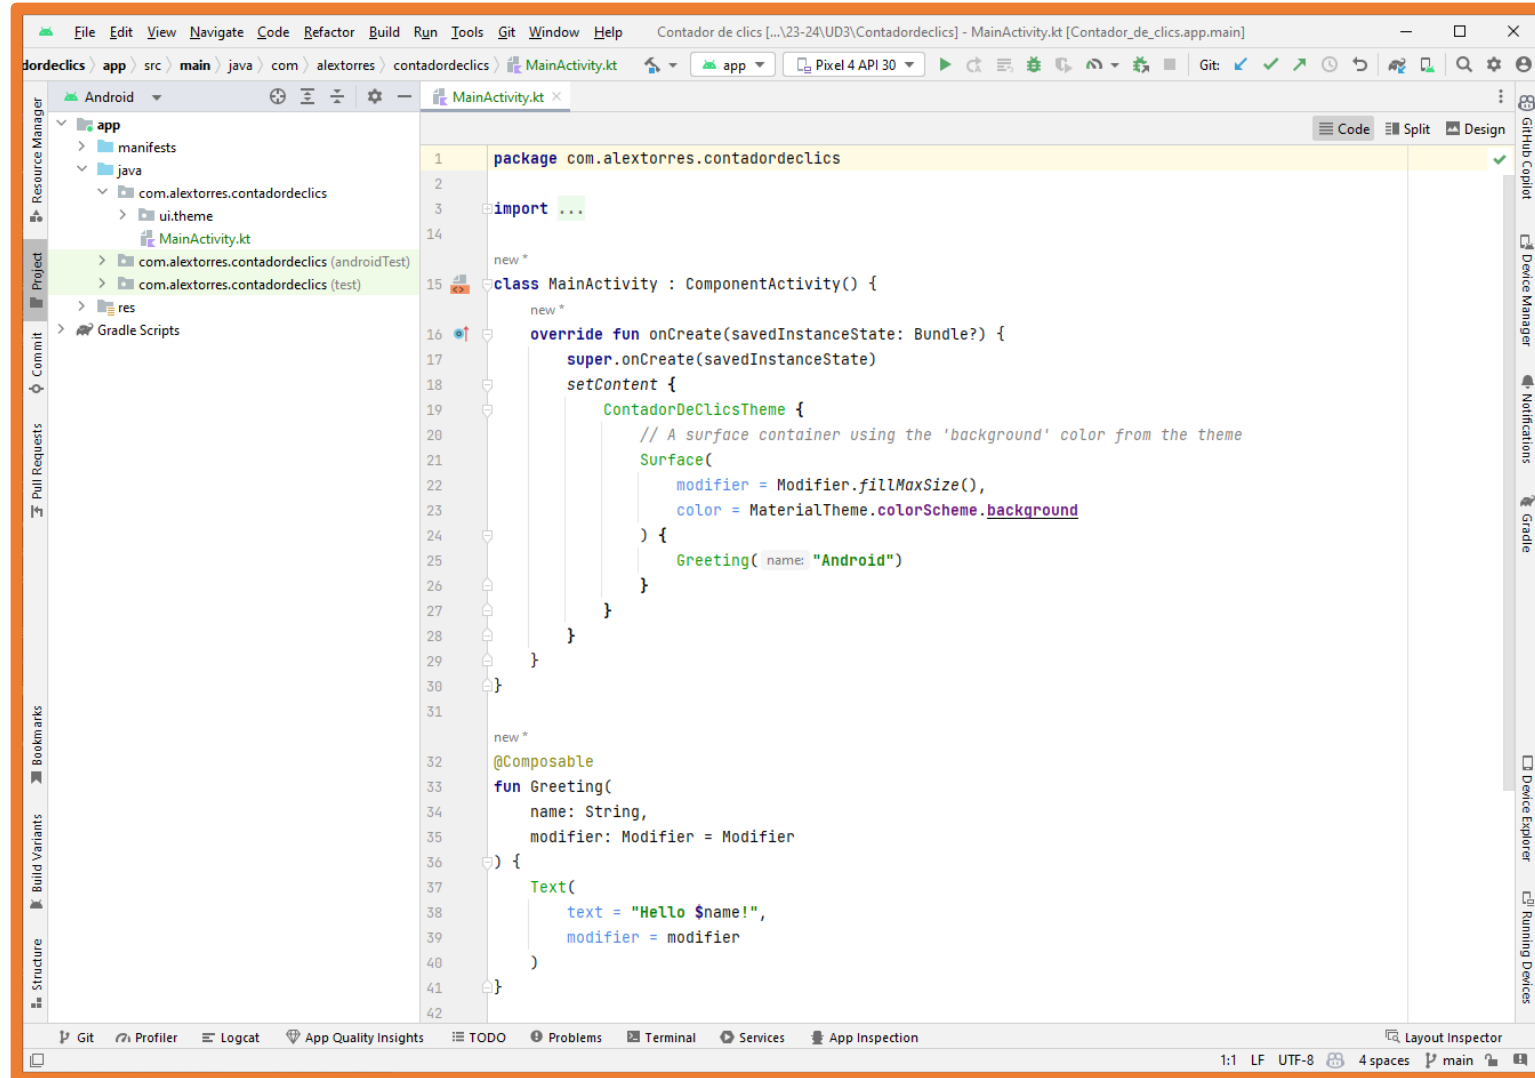 File Edit View Navigate Code Refactor Build Run Tools Git Window Help Contador de clics [...\23-24\UD3\Contadordeclics] - MainActivity.kt [Contador_de_clics.app.main]
dordeclics app src main java com alextorres contadordeclics MainActivity.kt app Pixel 4 API 30 Git:
Android MainActivity.kt
Code Split Design
app
manifests
java
com.alextorres.contadordeclics
ui.theme
MainActivity.kt
com.alextorres.contadordeclics (androidTest)
com.alextorres.contadordeclics (test)
res
Gradle Scripts
Resource Manager
Project
Commit
Pull Requests
Bookmarks
Build Variants
Structure
1 package com.alextorres.contadordeclics
2
3 import ...
14
new *
15 class MainActivity : ComponentActivity() {
new *
16 override fun onCreate(savedInstanceState: Bundle?) {
17 super.onCreate(savedInstanceState)
18 setContent {
19 ContadorDeClicsTheme {
20 // A surface container using the 'background' color from the theme
21 Surface(
22 modifier = Modifier.fillMaxSize(),
23 color = MaterialTheme.colorScheme.background
24 ) {
25 Greeting( name: "Android")
26 }
27 }
28 }
29 }
30 }
31
new *
32 @Composable
33 fun Greeting(
34 name: String,
35 modifier: Modifier = Modifier
36 ) {
37 Text(
38 text = "Hello $name!",
39 modifier = modifier
40 )
41 }
42
GitHub Copilot
Device Manager
Notifications
Gradle
Device Explorer
Running Devices
Git Profiler Logcat App Quality Insights TODO Problems Terminal Services App Inspection Layout Inspector
1:1 LF UTF-8 4 spaces main